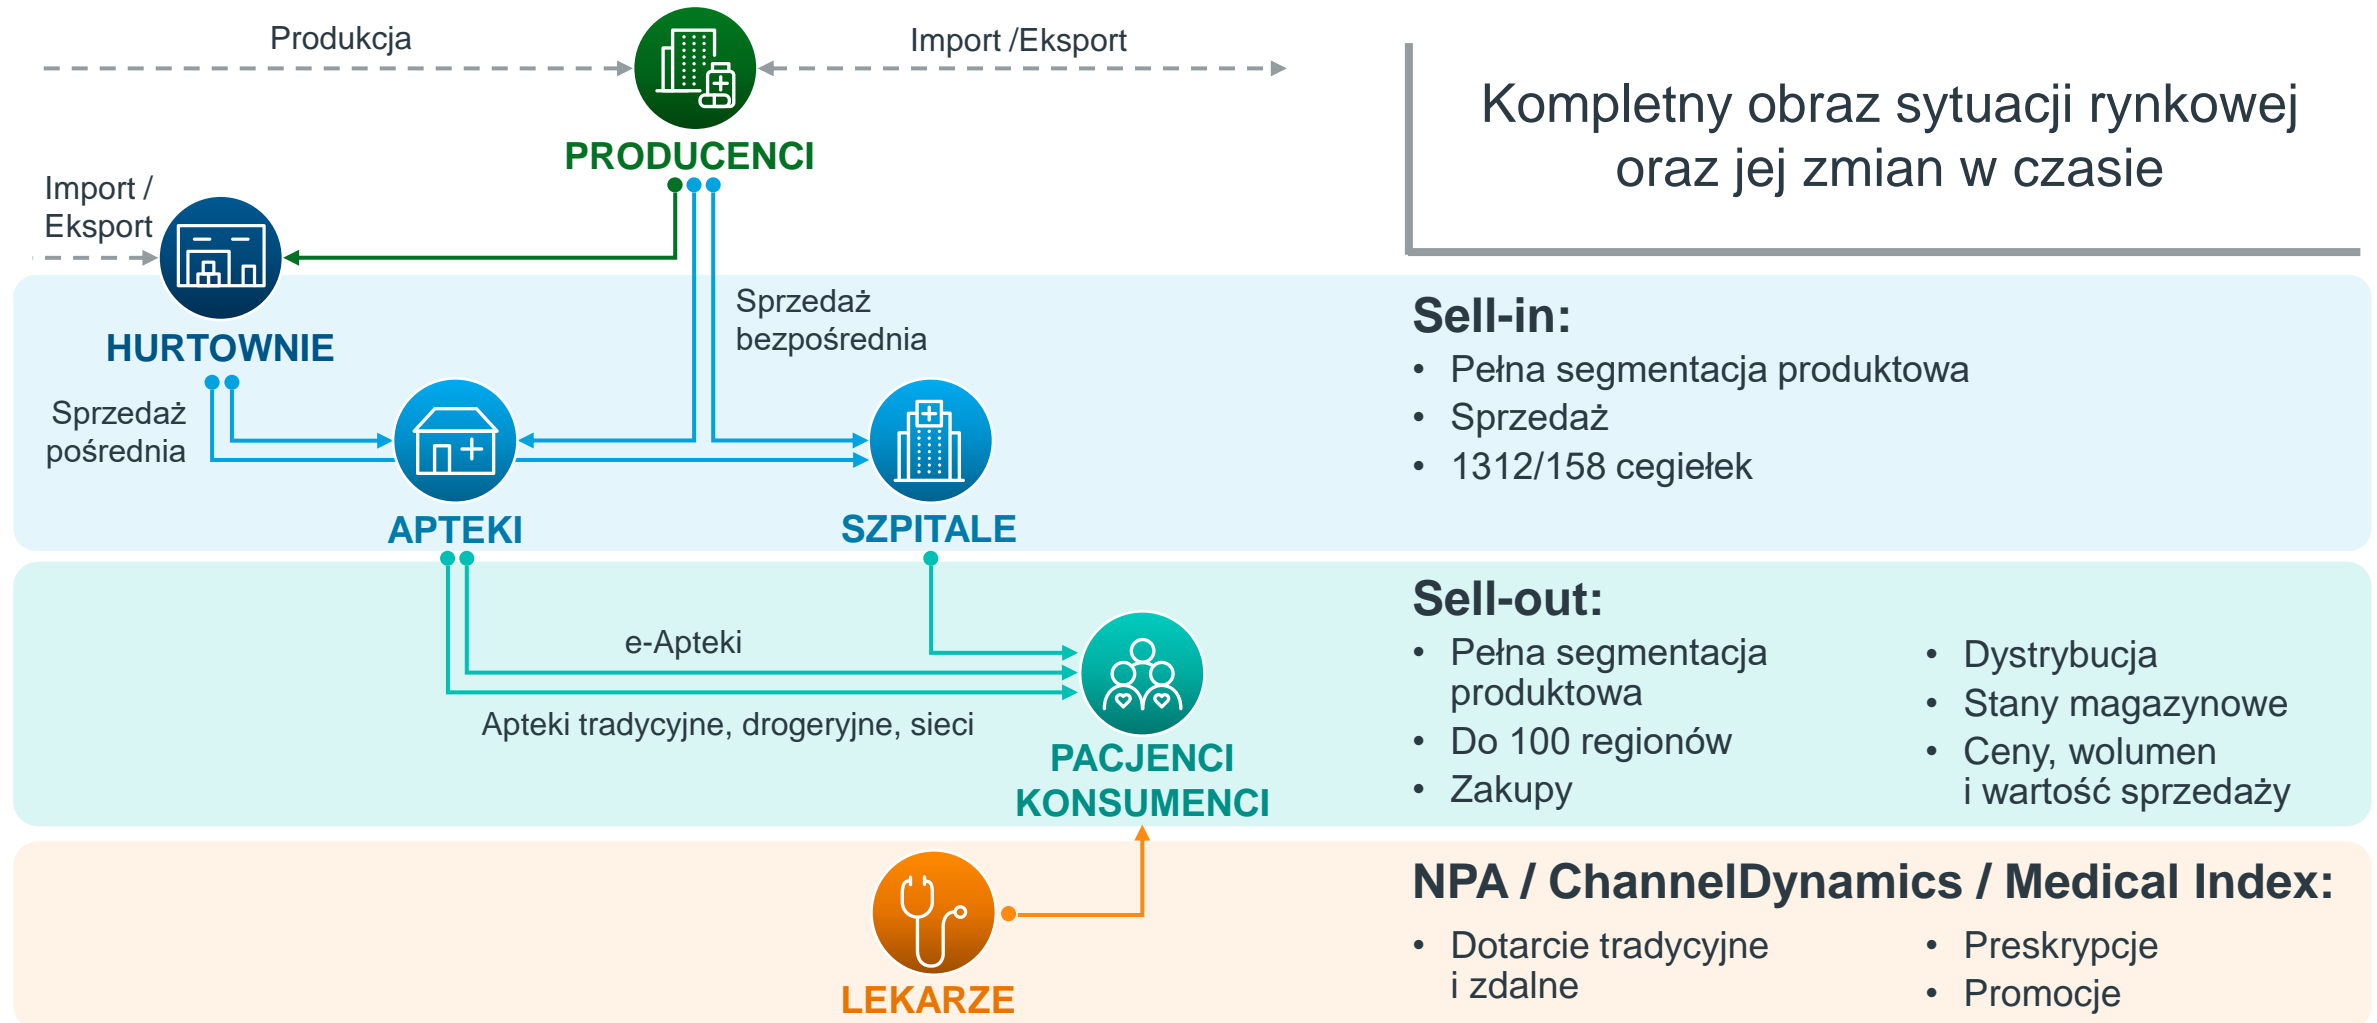 Produkcja
Import /Eksport
PRODUCENCI
Kompletny obraz sytuacji rynkowej
oraz jej zmian w czasie
Import /
Eksport
HURTOWNIE
Sprzedaż
bezpośrednia
Sprzedaż
pośrednia
APTEKI
SZPITALE
Sell-in:
• Pełna segmentacja produktowa
• Sprzedaż
• 1312/158 cegiełek
e-Apteki
Apteki tradycyjne, drogeryjne, sieci
PACJENCI
KONSUMENCI
Sell-out:
• Pełna segmentacja
produktowa
• Do 100 regionów
• Zakupy
• Dystrybucja
• Stany magazynowe
• Ceny, wolumen
i wartość sprzedaży
LEKARZE
NPA / ChannelDynamics / Medical Index:
• Dotarcie tradycyjne
i zdalne
• Preskrypcje
• Promocje